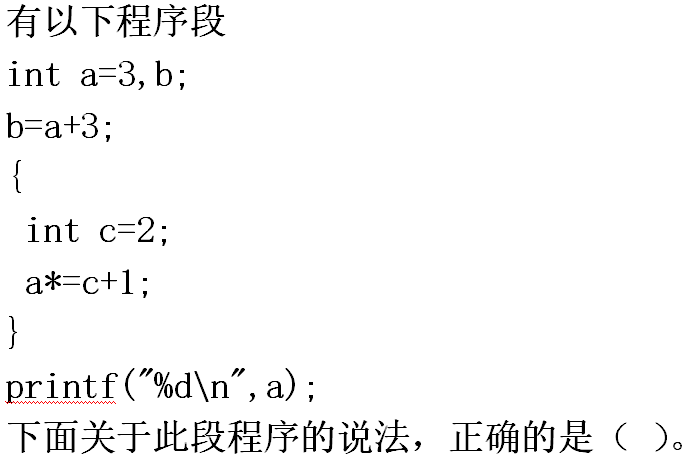 有以下程序段
int a=3,b;
b=a+3;
{
int c=2;
a*=c+1;
}
printf("%d\n",a);
下面关于此段程序的说法，正确的是（ ）。